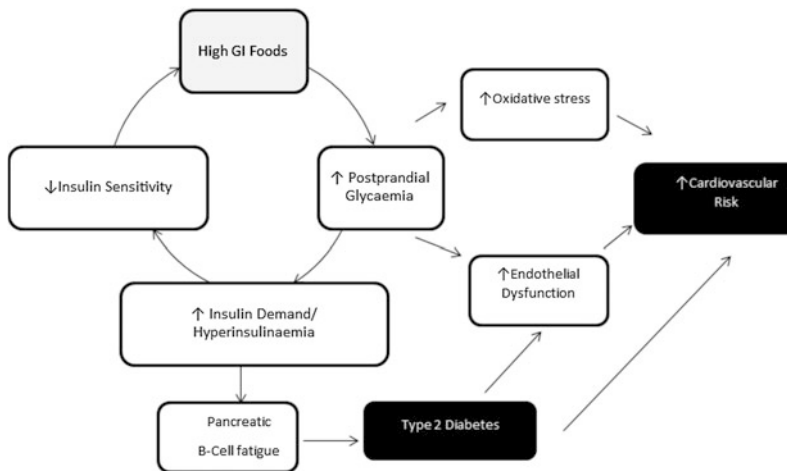 High GI Foods
↑Oxidative stress
↓Insulin Sensitivity
↑ Postprandial
Glycaemia
↑Cardiovascular
Risk
↑Endothelial
Dysfunction
↑ Insulin Demand/
Hyperinsulinaemia
Pancreatic
B-Cell fatigue
Type 2 Diabetes